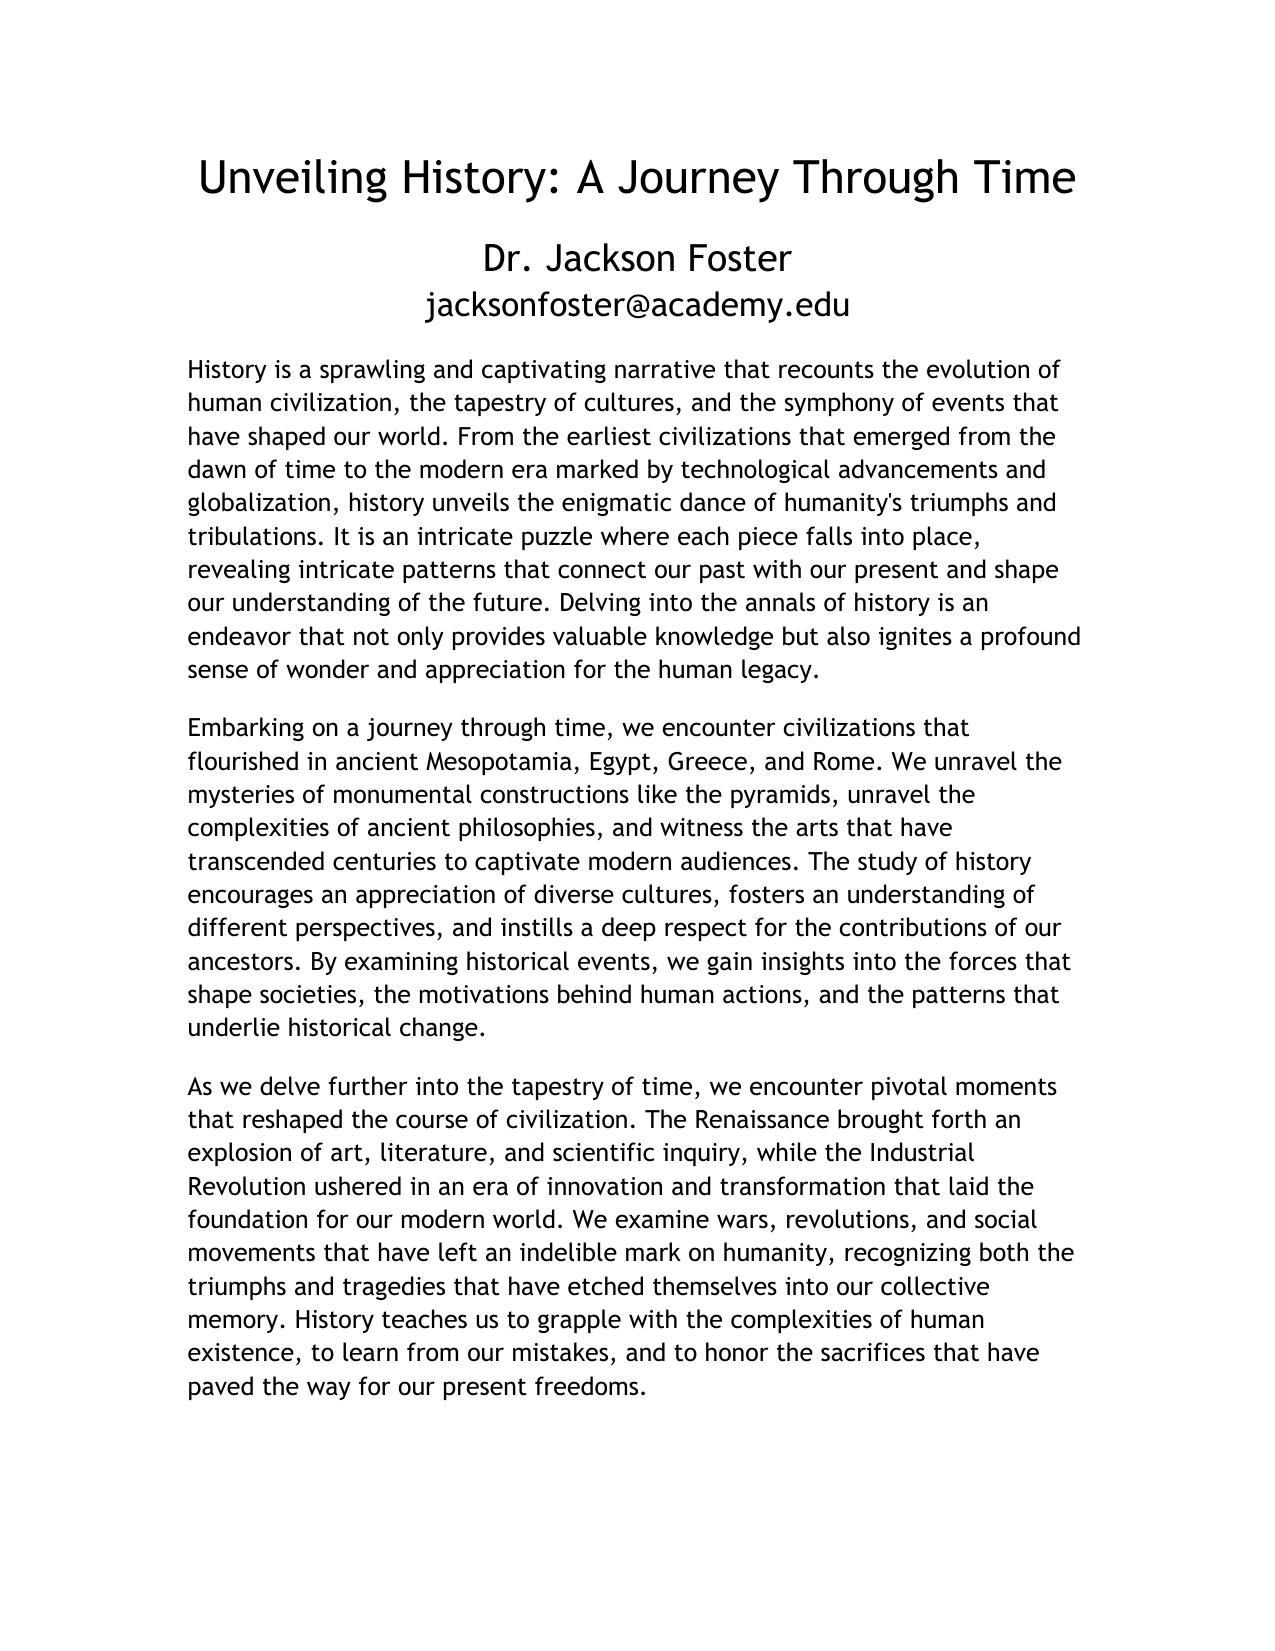 Unveiling History: A Journey Through Time
Dr. Jackson Foster
jacksonfoster@academy.edu
History is a sprawling and captivating narrative that recounts the evolution of
human civilization, the tapestry of cultures, and the symphony of events that
have shaped our world. From the earliest civilizations that emerged from the
dawn of time to the modern era marked by technological advancements and
globalization, history unveils the enigmatic dance of humanity's triumphs and
tribulations. It is an intricate puzzle where each piece falls into place,
revealing intricate patterns that connect our past with our present and shape
our understanding of the future. Delving into the annals of history is an
endeavor that not only provides valuable knowledge but also ignites a profound
sense of wonder and appreciation for the human legacy.
Embarking on a journey through time, we encounter civilizations that
flourished in ancient Mesopotamia, Egypt, Greece, and Rome. We unravel the
mysteries of monumental constructions like the pyramids, unravel the
complexities of ancient philosophies, and witness the arts that have
transcended centuries to captivate modern audiences. The study of history
encourages an appreciation of diverse cultures, fosters an understanding of
different perspectives, and instills a deep respect for the contributions of our
ancestors. By examining historical events, we gain insights into the forces that
shape societies, the motivations behind human actions, and the patterns that
underlie historical change.
As we delve further into the tapestry of time, we encounter pivotal moments
that reshaped the course of civilization. The Renaissance brought forth an
explosion of art, literature, and scientific inquiry, while the Industrial
Revolution ushered in an era of innovation and transformation that laid the
foundation for our modern world. We examine wars, revolutions, and social
movements that have left an indelible mark on humanity, recognizing both the
triumphs and tragedies that have etched themselves into our collective
memory. History teaches us to grapple with the complexities of human
existence, to learn from our mistakes, and to honor the sacrifices that have
paved the way for our present freedoms.